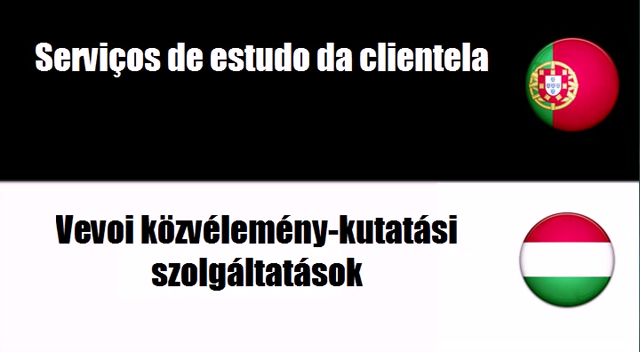 Serviços de estudo da clientela
Vevoi közvélemény-kutatási
szolgáltatások